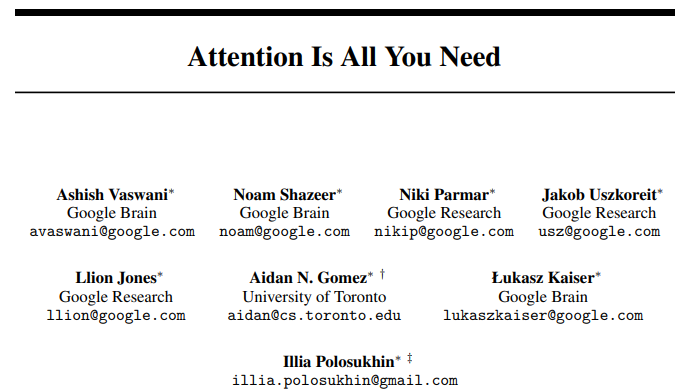 Attention Is All You Need
Ashish Vaswani* Noam Shazeer* Niki Parmar* Jakob Uszkoreit*
Google Brain Google Brain Google Research Google Research
avaswani@google.com noam@google.com nikip@google.com usz@google.com
Llion Jones* Aidan N. Gomez* † Łukasz Kaiser*
Google Research University of Toronto Google Brain
llion@google.com aidan@cs.toronto.edu lukaszkaiser@google.com
Illia Polosukhin* ‡
illia.polosukhin@gmail.com